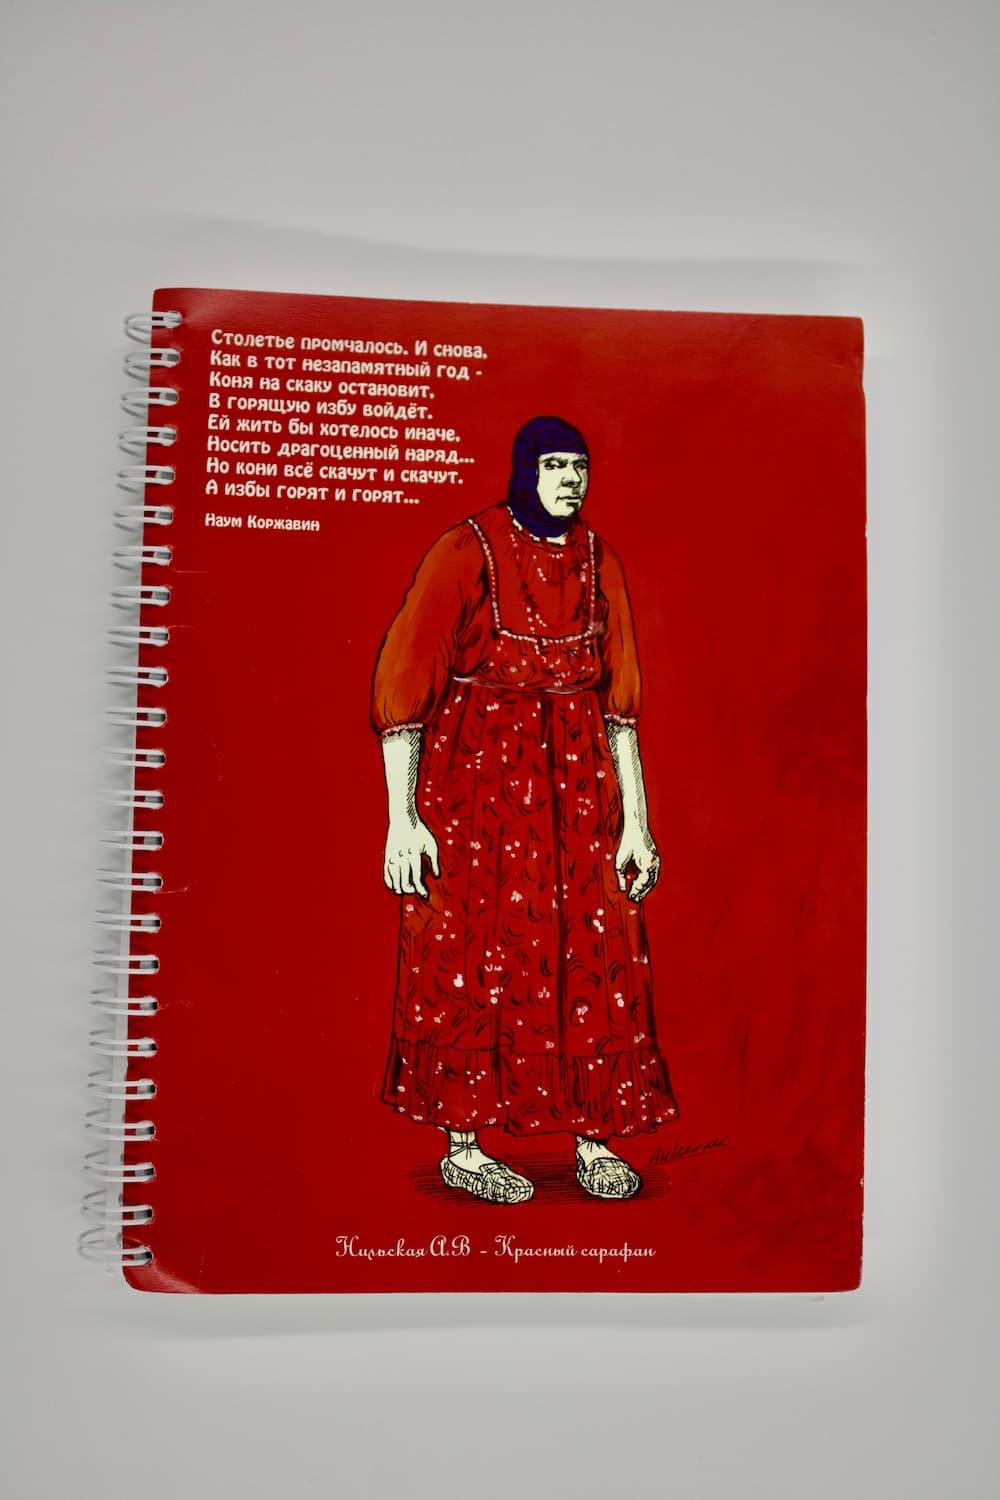 Столетье промчалось. И снова,
Как в тот незапамятный год -
Коня на скаку остановит,
В горящую избу войдёт.
Ей жить бы хотелось иначе,
Носить драгоценный наряд...
Но кони всё скачут и скачут.
А избы горят и горят...
Наум Коржавин
Нильская А.В - Красный сарафан